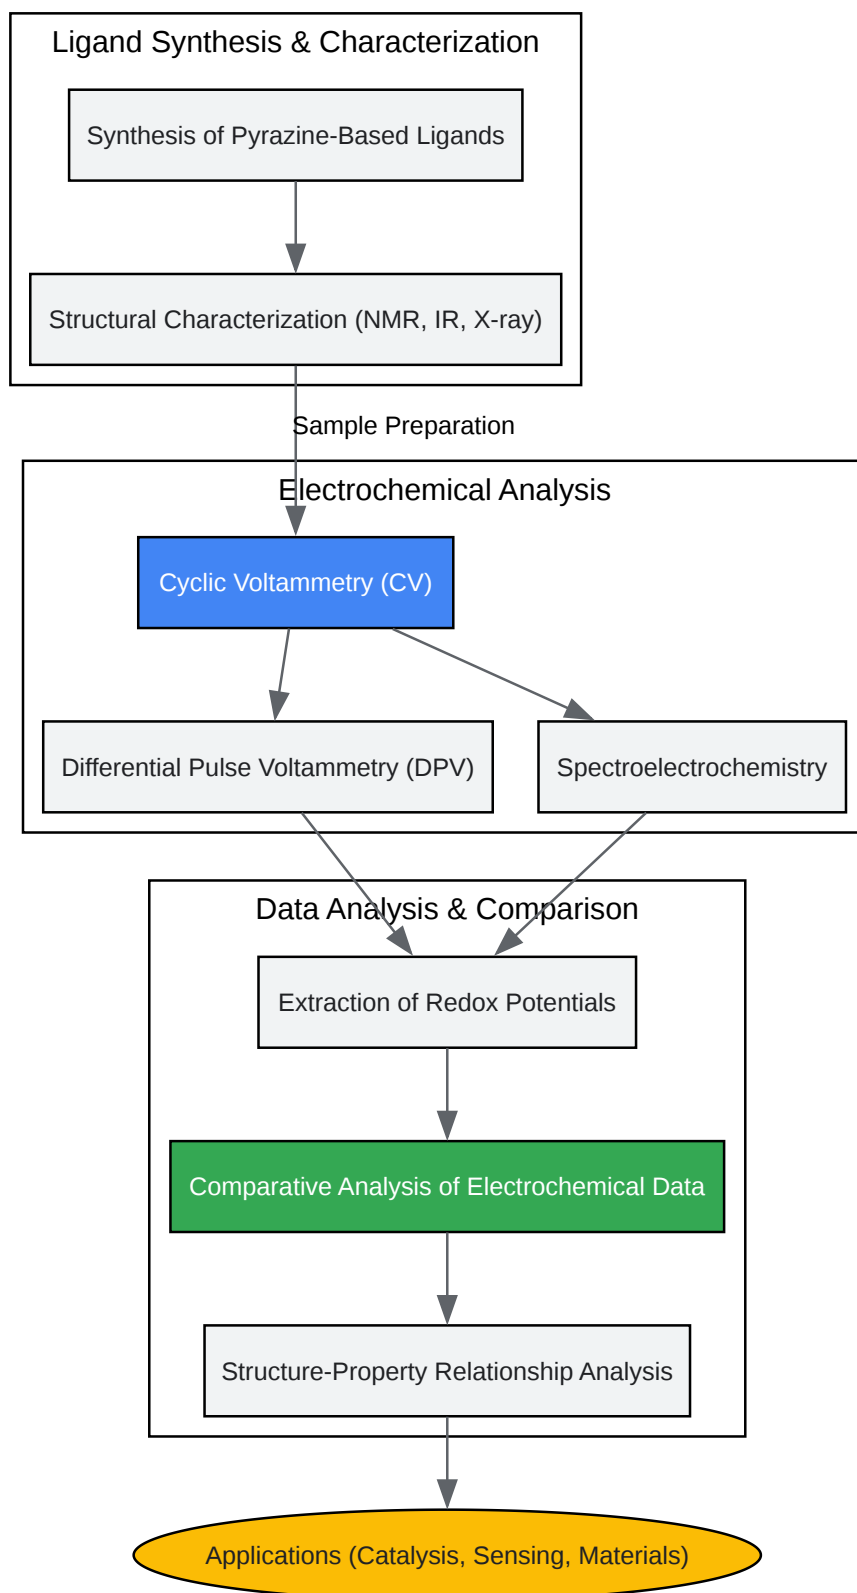 Ligand Synthesis & Characterization
Synthesis of Pyrazine-Based Ligands
Structural Characterization (NMR, IR, X-ray)
Sample Preparation
Electrochemical Analysis
Cyclic Voltammetry (CV)
Differential Pulse Voltammetry (DPV)
Spectroelectrochemistry
Data Analysis & Comparison
Extraction of Redox Potentials
Comparative Analysis of Electrochemical Data
Structure-Property Relationship Analysis
Applications (Catalysis, Sensing, Materials)